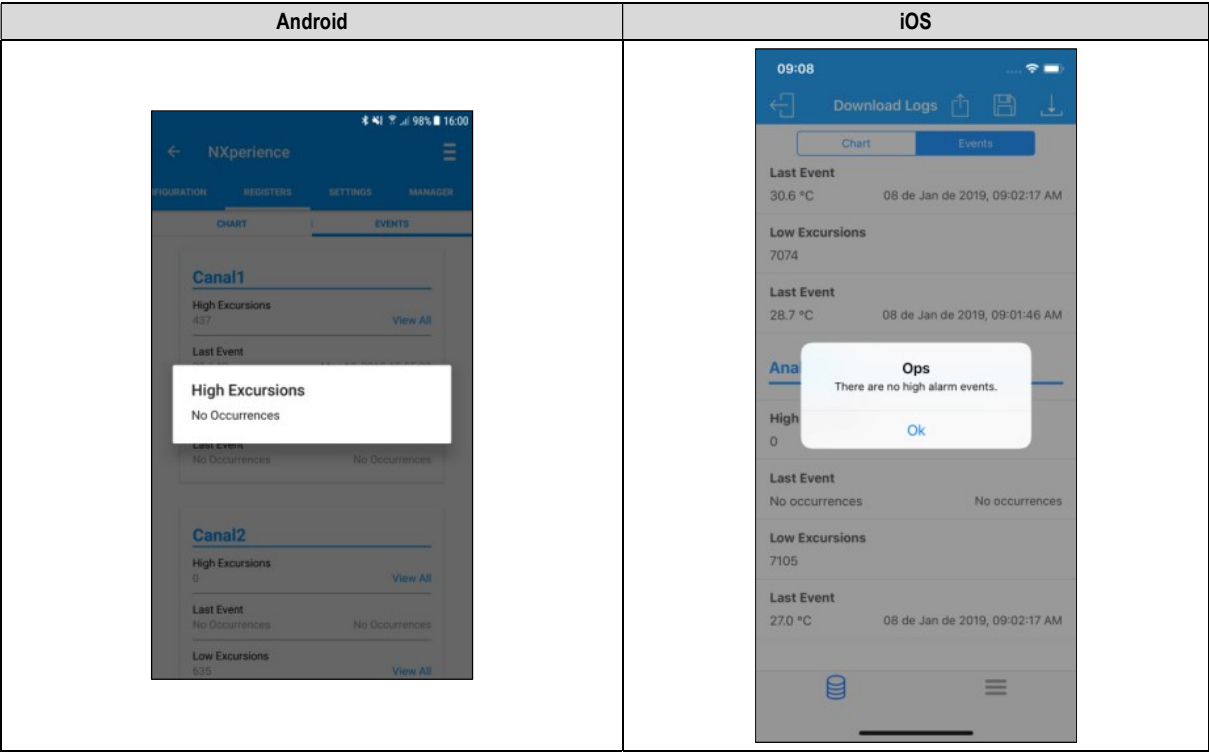 Android
iOS
98% 16:00
NXperience
FIGURATION REGISTERS SETTINGS MANAGER
CHART EVENTS
Canal1
High Excursions
437 View All
Last Event
High Excursions
No Occurrences
Last Event
No Occurrences No Occurrences
Canal2
High Excursions
0 View All
Last Event
No Occurrences No Occurrences
Low Excursions
635 View All
09:08
Download Logs
Chart Events
Last Event
30.6 °C 08 de Jan de 2019, 09:02:17 AM
Low Excursions
7074
Last Event
28.7 °C 08 de Jan de 2019, 09:01:46 AM
Ana
Ops
There are no high alarm events.
Ok
High
0
Last Event
No occurrences No occurrences
Low Excursions
7105
Last Event
27.0 °C 08 de Jan de 2019, 09:02:17 AM